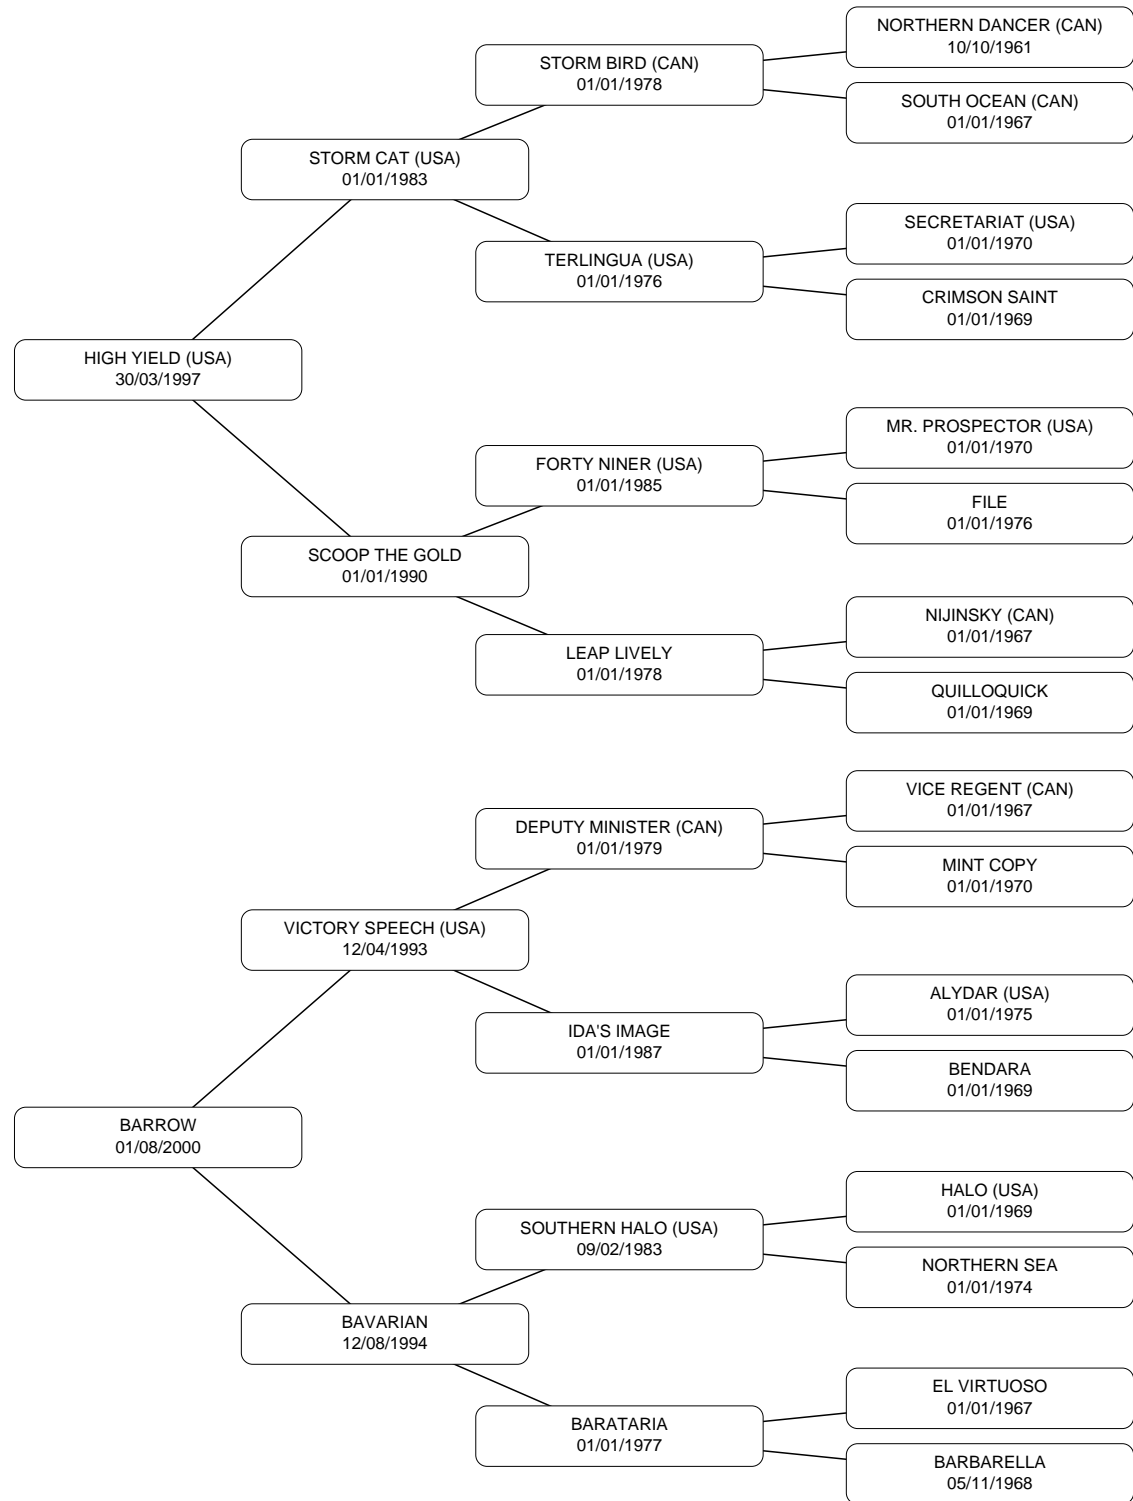 NORTHERN DANCER (CAN)
10/10/1961
STORM BIRD (CAN)
01/01/1978
SOUTH OCEAN (CAN)
01/01/1967
STORM CAT (USA)
01/01/1983
SECRETARIAT (USA)
01/01/1970
TERLINGUA (USA)
01/01/1976
CRIMSON SAINT
01/01/1969
HIGH YIELD (USA)
30/03/1997
MR. PROSPECTOR (USA)
01/01/1970
FORTY NINER (USA)
01/01/1985
FILE
01/01/1976
SCOOP THE GOLD
01/01/1990
NIJINSKY (CAN)
01/01/1967
LEAP LIVELY
01/01/1978
QUILLOQUICK
01/01/1969
VICE REGENT (CAN)
01/01/1967
DEPUTY MINISTER (CAN)
01/01/1979
MINT COPY
01/01/1970
VICTORY SPEECH (USA)
12/04/1993
ALYDAR (USA)
01/01/1975
IDA'S IMAGE
01/01/1987
BENDARA
01/01/1969
BARROW
01/08/2000
HALO (USA)
01/01/1969
SOUTHERN HALO (USA)
09/02/1983
NORTHERN SEA
01/01/1974
BAVARIAN
12/08/1994
EL VIRTUOSO
01/01/1967
BARATARIA
01/01/1977
BARBARELLA
05/11/1968